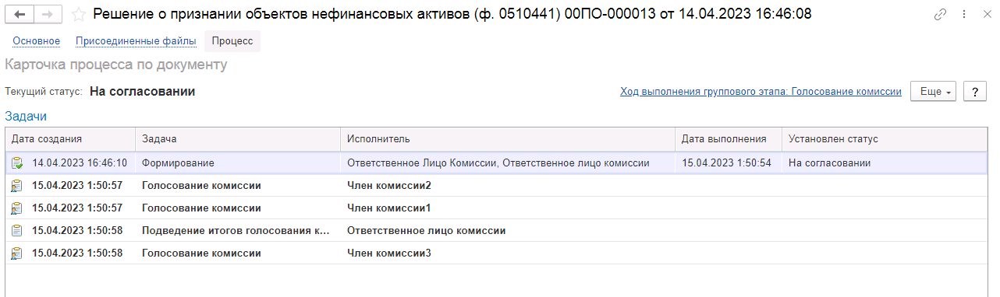 Решение о признании объектов нефинансовых активов (ф. 0510441) 00ПО-000013 от 14.04.2023 16:46:08
Основное Присоединенные файлы Процесс
Карточка процесса по документу
Текущий статус: На согласовании Ход выполнения группового этапа: Голосование комиссии Еще ?
Задачи
Дата создания Задача Исполнитель Дата выполнения Установлен статус
14.04.2023 16:46:10 Формирование Ответственное Лицо Комиссии, Ответственное лицо комиссии 15.04.2023 1:50:54 На согласовании
15.04.2023 1:50:57 Голосование комиссии Член комиссии2
15.04.2023 1:50:57 Голосование комиссии Член комиссии1
15.04.2023 1:50:58 Подведение итогов голосования к... Ответственное лицо комиссии
15.04.2023 1:50:58 Голосование комиссии Член комиссии3